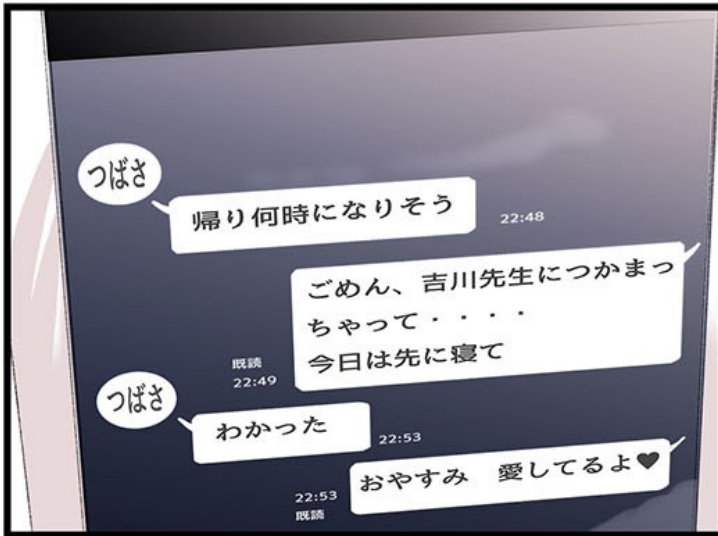 つばさ
帰り何時になりそう
22:48
ごめん、吉川先生につかまっ
ちゃって・・・・
今日は先に寝て
既読
22:49
つばさ
わかった
22:53
おやすみ　愛してるよ♥
22:53
既読